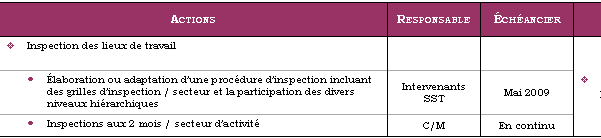 ACTIONS RESPONSABLE ÉCHÉANCIER
❖ Inspection des lieux de travail
• Élaboration ou adaptation d'une procédure d'inspection incluant
des grilles d'inspection / secteur et la participation des divers
niveaux hiérarchiques
Intervenants
SST
Mai 2009
❖
• Inspections aux 2 mois / secteur d'activité
C/M
En continu